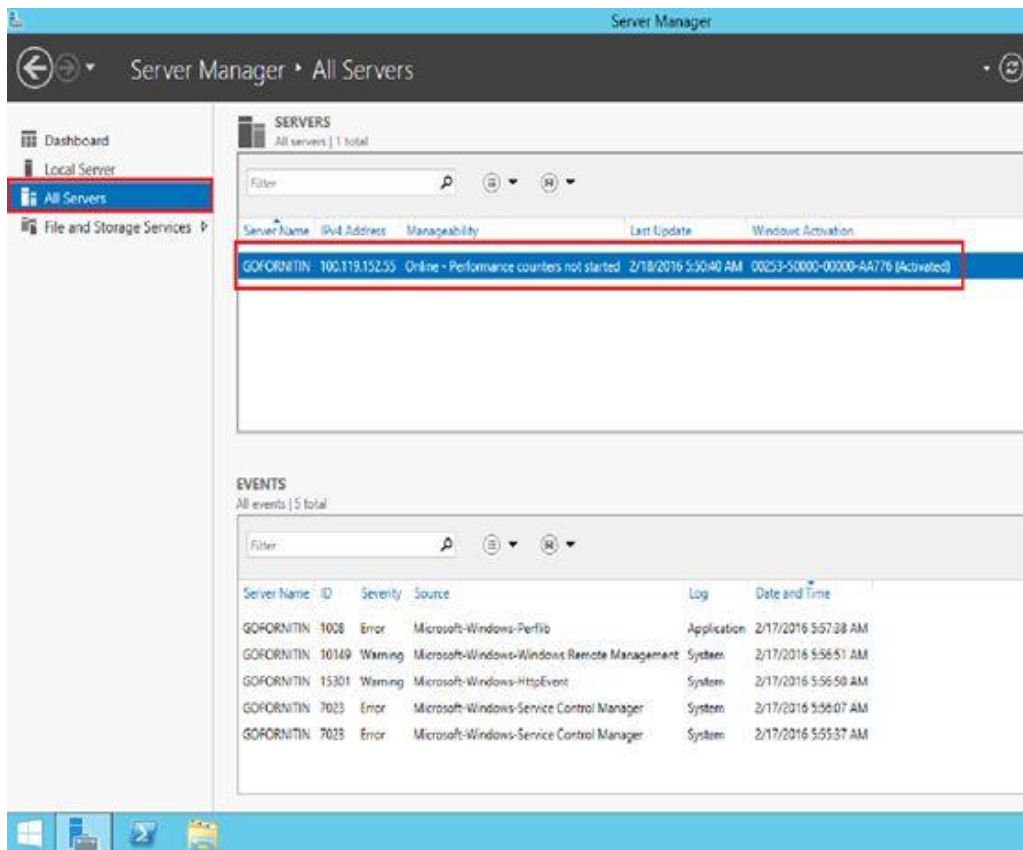 Server Manager
Server Manager • All Servers
Dashboard
Local Server
All Servers
File and Storage Services
SERVERS
All servers | 1 total
Filter
Server Name IPv4 Address Manageability Last Update Windows Activation
GOFORNITIN 100.119.152.55 Online - Performance counters not started 2/18/2016 5:50:40 AM 00253-50000-00000-AA776 (Activated)
EVENTS
All events | 5 total
Filter
Server Name ID Severity Source Log Date and Time
GOFORNITIN 1008 Error Microsoft-Windows-Perflib Application 2/17/2016 5:57:38 AM
GOFORNITIN 10149 Warning Microsoft-Windows-Windows Remote Management System 2/17/2016 5:56:51 AM
GOFORNITIN 15301 Warning Microsoft-Windows-HttpEvent System 2/17/2016 5:56:50 AM
GOFORNITIN 7023 Error Microsoft-Windows-Service Control Manager System 2/17/2016 5:56:07 AM
GOFORNITIN 7023 Error Microsoft-Windows-Service Control Manager System 2/17/2016 5:55:37 AM